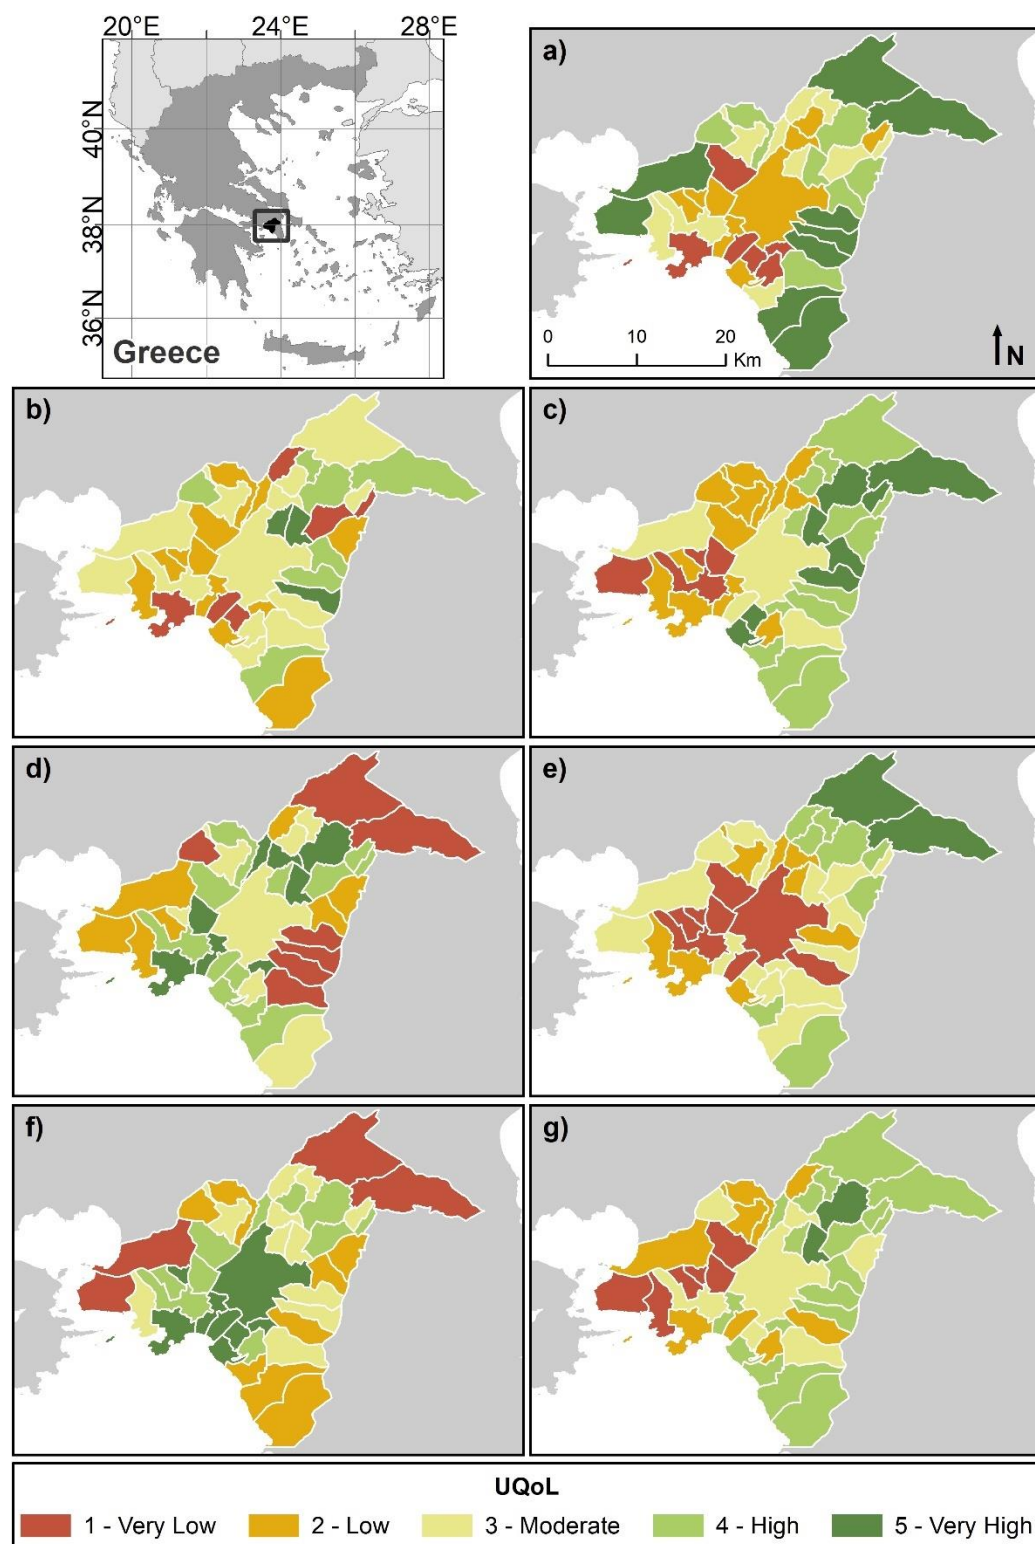 20°E 24°E 28°E
40°N
38°N
36°N
Greece
a)
0 10 20
Km
N
b)
c)
d)
e)
f)
g)
UQoL
1 - Very Low 2 - Low 3 - Moderate 4 - High 5 - Very High